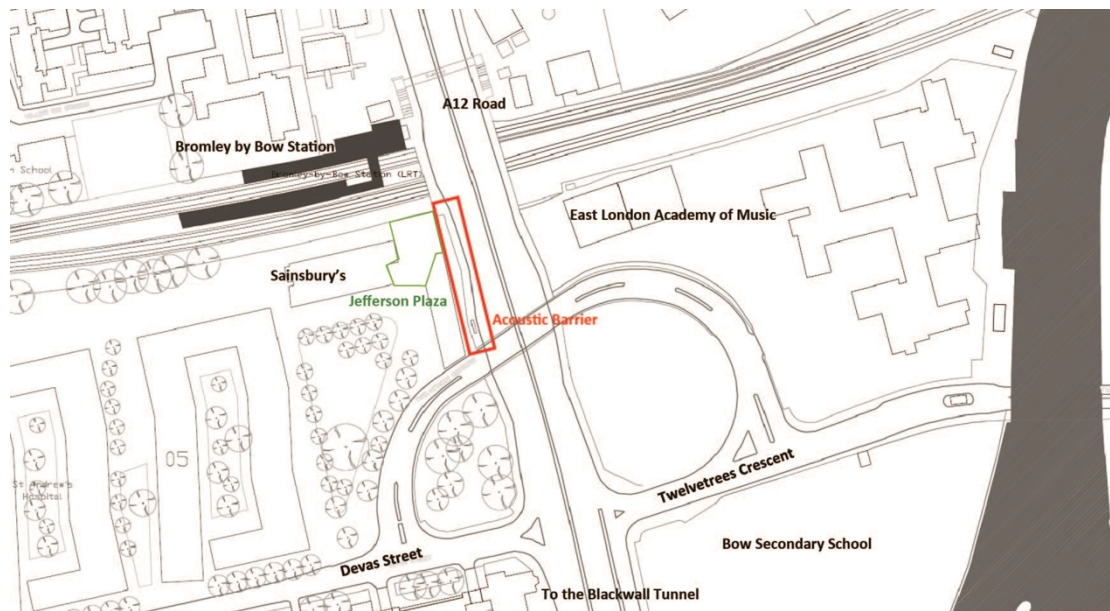 A12 Road
Bromley by Bow Station
Bromley-by-Bow Station (LRT)
n School
East London Academy of Music
Sainsbury's
Jefferson Plaza
Acoustic Barrier
05
St Andrew's
Hospital
Twelvetrees Crescent
Devas Street
Bow Secondary School
To the Blackwall Tunnel